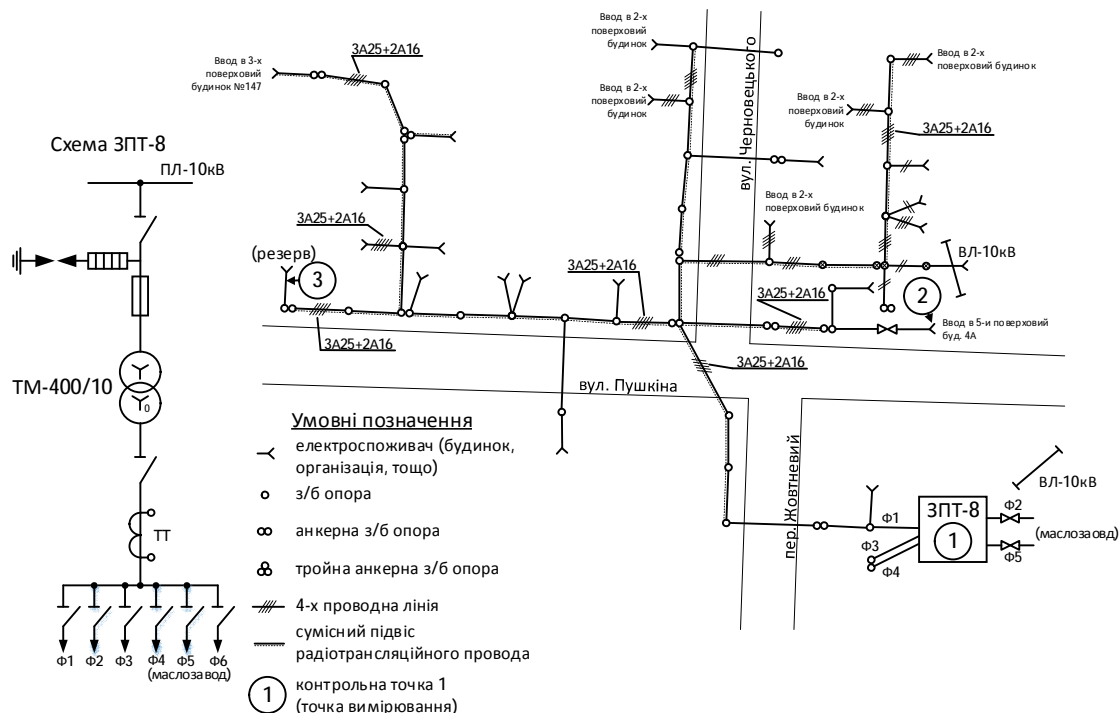 Схема ЗПТ-8
ПЛ-10кВ
ТМ-400/10
ТТ
Ф1
Ф2
Ф3
Ф4
Ф5
Ф6
(маслозавод)
Ввод в 3-х
поверховий
будинок №147
3А25+2А16
3А25+2А16
(резерв)
3
3А25+2А16
3А25+2А16
Ввод в 2-х
поверховий
будинок
Ввод в 2-х
поверховий
будинок
вул. Черновецького
Ввод в 2-х
поверховий будинок
Ввод в 2-х
поверховий
будинок
3А25+2А16
Ввод в 2-х
поверховий будинок
ВЛ-10кВ
2
3А25+2А16
Ввод в 5-и поверховий
буд. 4А
3А25+2А16
вул. Пушкіна
пер. Жовтневий
ВЛ-10кВ
Ф1
Ф3
Ф4
ЗПТ-8
1
Ф2
(маслозаовд)
Ф5
Умовні позначення
електроспоживач (будинок,
організація, тощо)
з/б опора
анкерна з/б опора
тройна анкерна з/б опора
4-х проводна лінія
сумісний підвіс
радіотрансляційного провода
1
контрольна точка 1
(точка вимірювання)